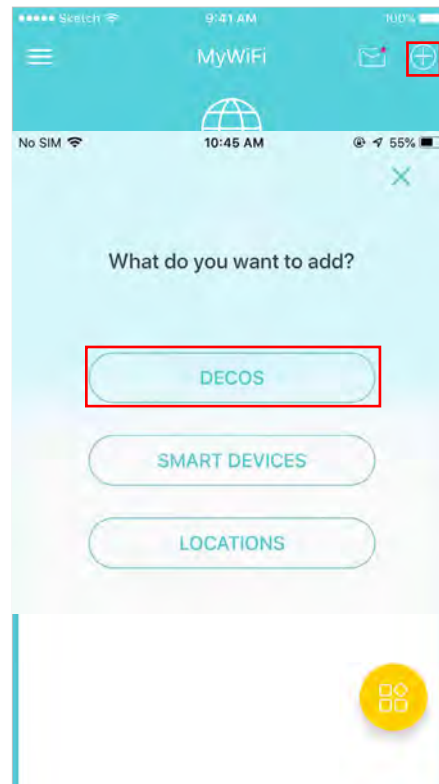 Sketch 9:41 AM 100%
MyWiFi
No SIM 10:45 AM 55%
What do you want to add?
DECOS
SMART DEVICES
LOCATIONS